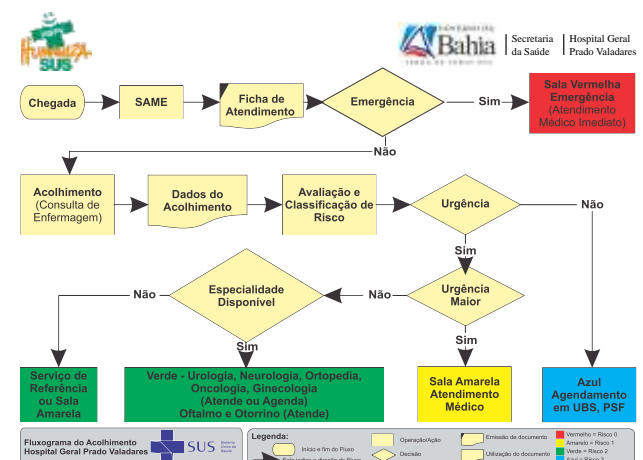 Humaniza
SUS
Bahia
Secretaria
da Saúde
Hospital Geral
Prado Valadares
Chegada
SAME
Ficha de
Atendimento
Emergência
Sim
Sala Vermelha
Emergência
(Atendimento
Médico Imediato)
Não
Acolhimento
(Consulta de
Enfermagem)
Dados do
Acolhimento
Avaliação e
Classificação de
Risco
Urgência
Não
Sim
Urgência
Maior
Não
Especialidade
Disponível
Não
Sim
Sim
Serviço de
Referência
ou Sala
Amarela
Verde - Urologia, Neurologia, Ortopedia,
Oncologia, Ginecologia
(Atende ou Agenda)
Oftalmo e Otorrino (Atende)
Sala Amarela
Atendimento
Médico
Azul
Agendamento
em UBS, PSF
Fluxograma do Acolhimento
Hospital Geral Prado Valadares
SUS
Sistema
Único de
Saúde
Legenda:
Início e fim do Fluxo
Operação/Ação
Decisão
Emissão de documento
Utilização de documento
Vermelho = Risco 0
Amarelo = Risco 1
Verde = Risco 2